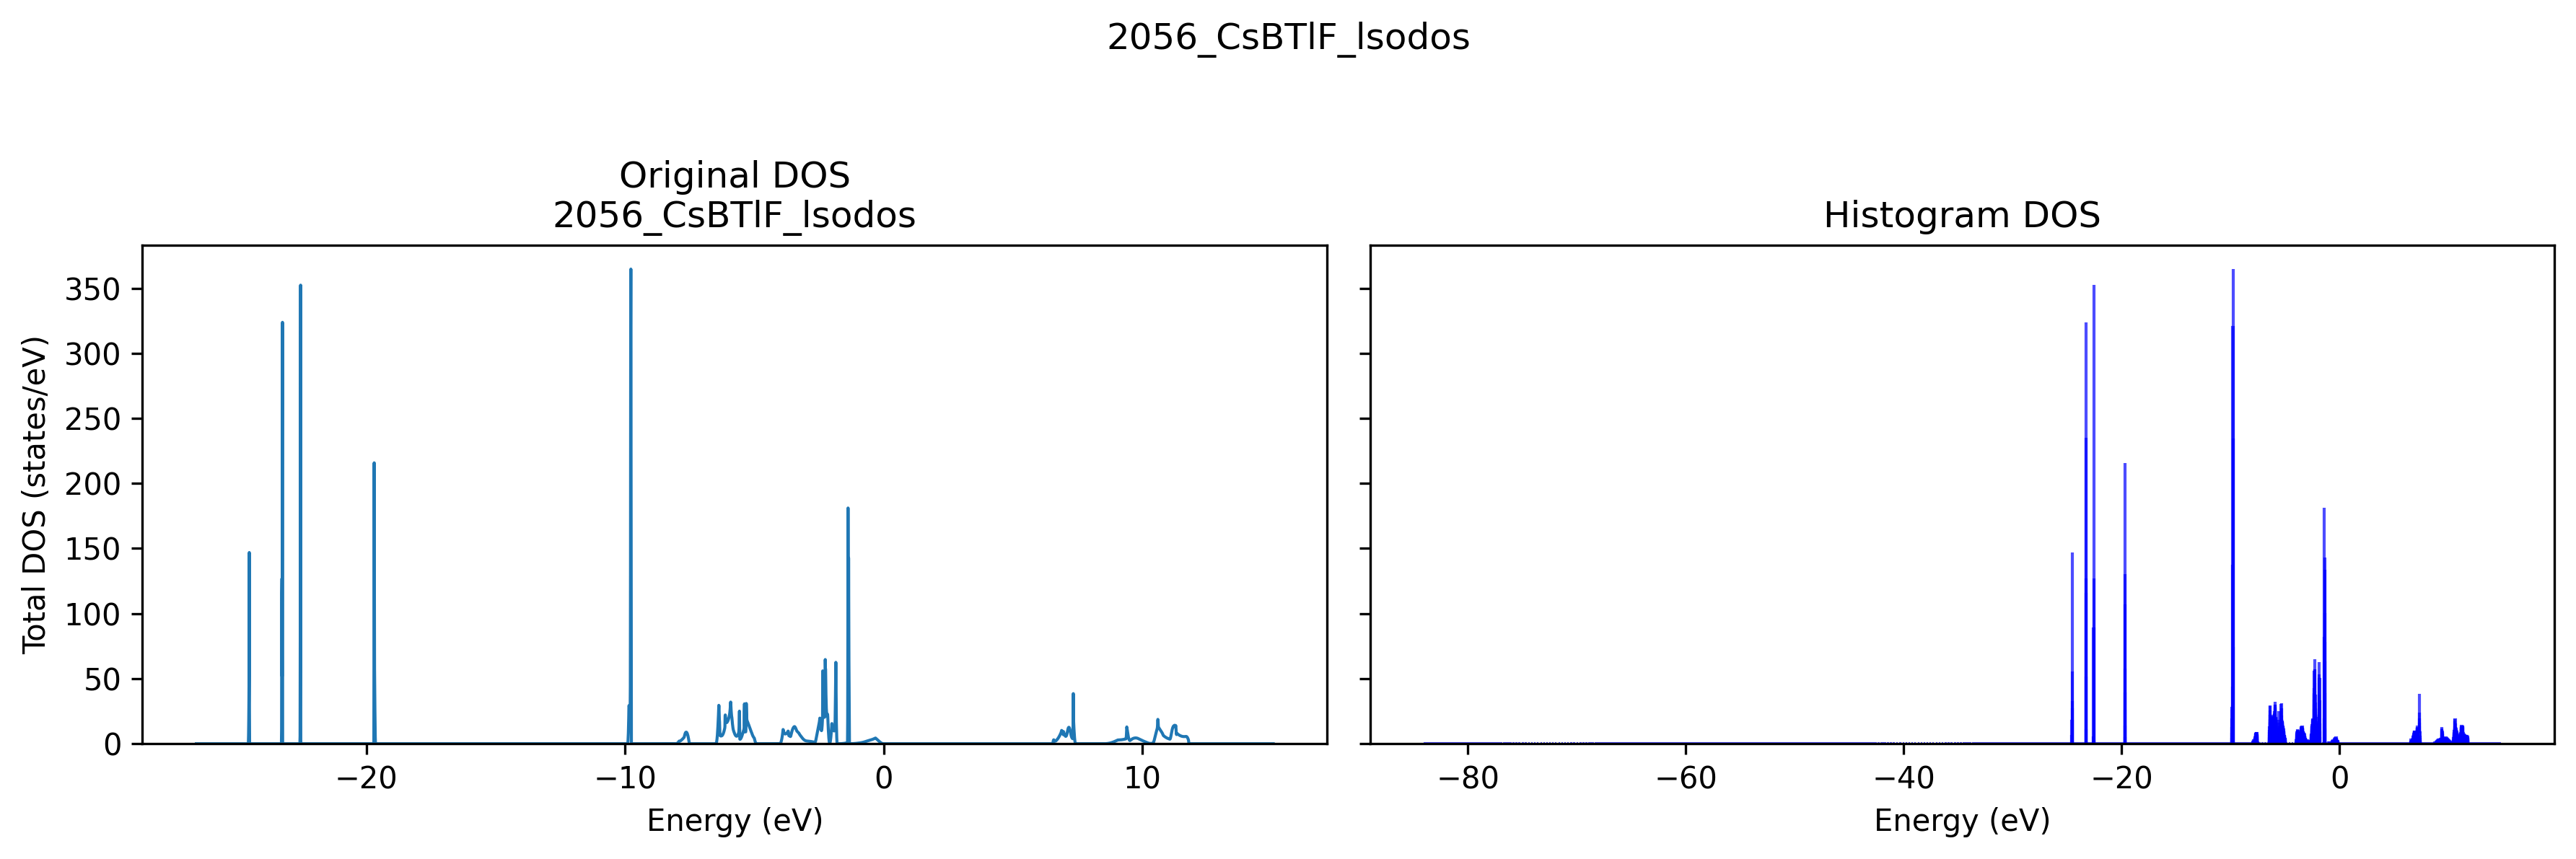 2056_CsBTlF_lsodos
Original DOS
2056_CsBTlF_lsodos
Total DOS (states/eV)
350
300
250
200
150
100
50
0
−20
−10
0
10
Energy (eV)
Histogram DOS
−80
−60
−40
−20
0
Energy (eV)